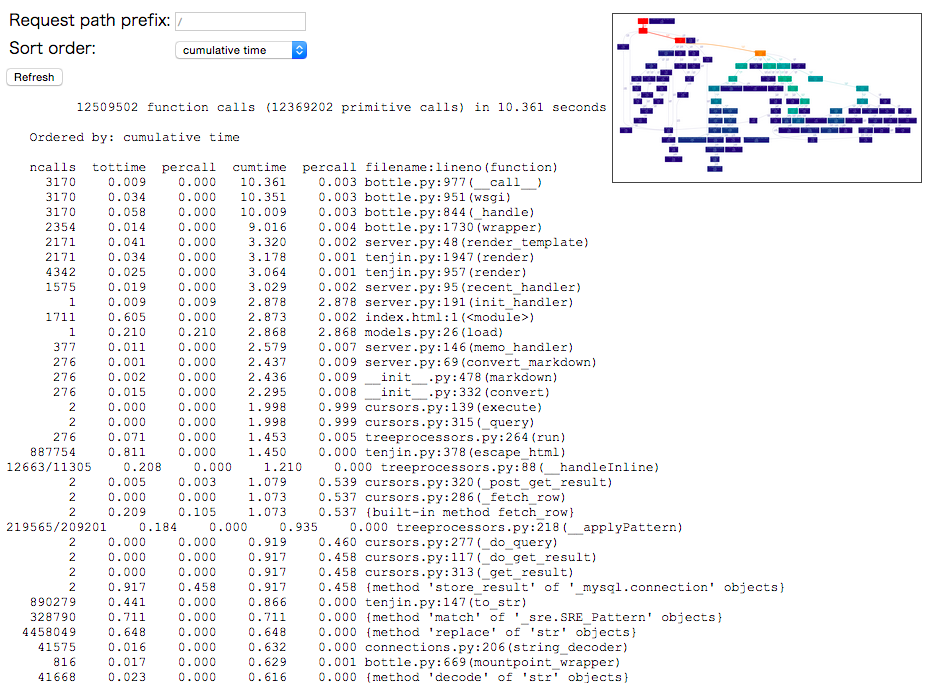 Request path prefix: /
Sort order: cumulative time
Refresh
12509502 function calls (12369202 primitive calls) in 10.361 seconds
Ordered by: cumulative time
ncalls tottime percall cumtime percall filename:lineno(function)
3170 0.009 0.000 10.361 0.003 bottle.py:977(__call__)
3170 0.034 0.000 10.351 0.003 bottle.py:951(wsgi)
3170 0.058 0.000 10.009 0.003 bottle.py:844(_handle)
2354 0.014 0.000 9.016 0.004 bottle.py:1730(wrapper)
2171 0.041 0.000 3.320 0.002 server.py:48(render_template)
2171 0.034 0.000 3.178 0.001 tenjin.py:1947(render)
4342 0.025 0.000 3.064 0.001 tenjin.py:957(render)
1575 0.019 0.000 3.029 0.002 server.py:95(recent_handler)
1 0.009 0.009 2.878 2.878 server.py:191(init_handler)
1711 0.605 0.000 2.873 0.002 index.html:1(<module>)
1 0.210 0.210 2.868 2.868 models.py:26(load)
377 0.011 0.000 2.579 0.007 server.py:146(memo_handler)
276 0.001 0.000 2.437 0.009 server.py:69(convert_markdown)
276 0.002 0.000 2.436 0.009 __init__.py:478(markdown)
276 0.015 0.000 2.295 0.008 __init__.py:332(convert)
2 0.000 0.000 1.998 0.999 cursors.py:139(execute)
2 0.000 0.000 1.998 0.999 cursors.py:315(_query)
276 0.071 0.000 1.453 0.005 treeprocessors.py:264(run)
887754 0.811 0.000 1.450 0.000 tenjin.py:378(escape_html)
12663/11305 0.208 0.000 1.210 0.000 treeprocessors.py:88(__handleInline)
2 0.005 0.003 1.079 0.539 cursors.py:320(_post_get_result)
2 0.000 0.000 1.073 0.537 cursors.py:286(_fetch_row)
2 0.209 0.105 1.073 0.537 {built-in method fetch_row}
219565/209201 0.184 0.000 0.935 0.000 treeprocessors.py:218(__applyPattern)
2 0.000 0.000 0.919 0.460 cursors.py:277(_do_query)
2 0.000 0.000 0.917 0.458 cursors.py:117(_do_get_result)
2 0.000 0.000 0.917 0.458 cursors.py:313(_get_result)
2 0.917 0.458 0.917 0.458 {method 'store_result' of '_mysql.connection' objects}
890279 0.441 0.000 0.866 0.000 tenjin.py:147(to_str)
328790 0.711 0.000 0.711 0.000 {method 'match' of '_sre.SRE_Pattern' objects}
4458049 0.648 0.000 0.648 0.000 {method 'replace' of 'str' objects}
41575 0.016 0.000 0.632 0.000 connections.py:206(string_decoder)
816 0.017 0.000 0.629 0.001 bottle.py:669(mountpoint_wrapper)
41668 0.023 0.000 0.616 0.000 {method 'decode' of 'str' objects}